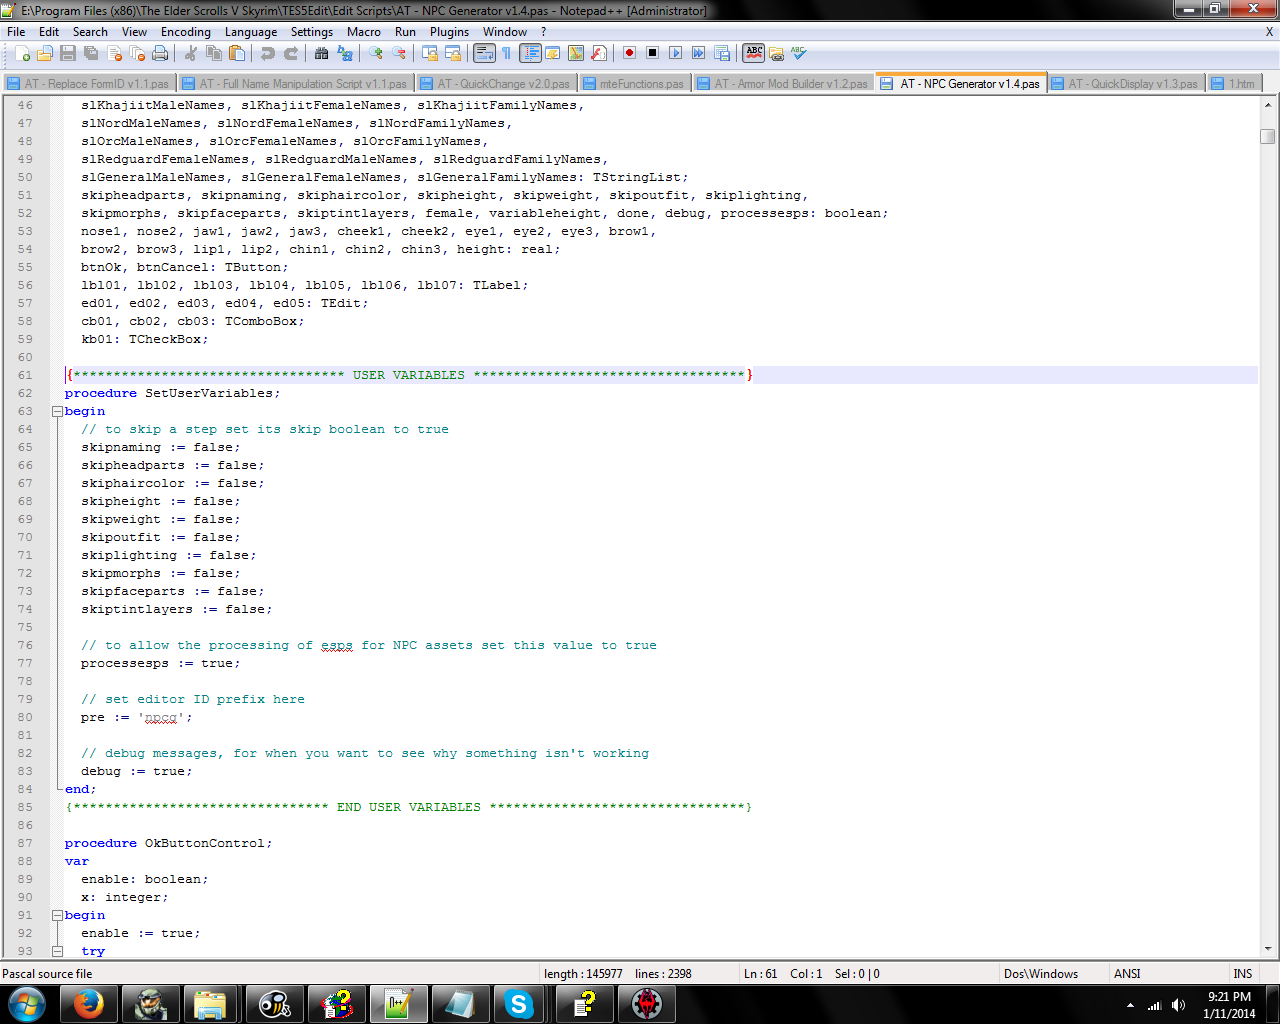 E:\Program Files (x86)\The Elder Scrolls V Skyrim\TES5Edit\Edit Scripts\AT - NPC Generator v1.4.pas - Notepad++ [Administrator]
File Edit Search View Encoding Language Settings Macro Run Plugins Window ? X
AT - Replace FormID v1.1.pas AT - Full Name Manipulation Script v1.1.pas AT - QuickChange v2.0.pas mteFunctions.pas AT - Armor Mod Builder v1.2.pas AT - NPC Generator v1.4.pas AT - QuickDisplay v1.3.pas 1.htm
46 slKhajiitMaleNames, slKhajiitFemaleNames, slKhajiitFamilyNames,
47 slNordMaleNames, slNordFemaleNames, slNordFamilyNames,
48 slOrcMaleNames, slOrcFemaleNames, slOrcFamilyNames,
49 slRedguardFemaleNames, slRedguardMaleNames, slRedguardFamilyNames,
50 slGeneralMaleNames, slGeneralFemaleNames, slGeneralFamilyNames: TStringList;
51 skipheadparts, skipnaming, skiphaircolor, skipheight, skipweight, skipoutfit, skiplighting,
52 skipmorphs, skipfaceparts, skiptintlayers, female, variableheight, done, debug, processesps: boolean;
53 nose1, nose2, jaw1, jaw2, jaw3, cheek1, cheek2, eye1, eye2, eye3, brow1,
54 brow2, brow3, lip1, lip2, chin1, chin2, chin3, height: real;
55 btnOk, btnCancel: TButton;
56 lbl01, lbl02, lbl03, lbl04, lbl05, lbl06, lbl07: TLabel;
57 ed01, ed02, ed03, ed04, ed05: TEdit;
58 cb01, cb02, cb03: TComboBox;
59 kb01: TCheckBox;
60
61 {********************************** USER VARIABLES **********************************}
62 procedure SetUserVariables;
63 begin
64 // to skip a step set its skip boolean to true
65 skipnaming := false;
66 skipheadparts := false;
67 skiphaircolor := false;
68 skipheight := false;
69 skipweight := false;
70 skipoutfit := false;
71 skiplighting := false;
72 skipmorphs := false;
73 skipfaceparts := false;
74 skiptintlayers := false;
75
76 // to allow the processing of esps for NPC assets set this value to true
77 processesps := true;
78
79 // set editor ID prefix here
80 pre := 'npcg';
81
82 // debug messages, for when you want to see why something isn't working
83 debug := true;
84 end;
85 {******************************** END USER VARIABLES ********************************}
86
87 procedure OkButtonControl;
88 var
89 enable: boolean;
90 x: integer;
91 begin
92 enable := true;
93 try
Pascal source file length : 145977 lines : 2398 Ln : 61 Col : 1 Sel : 0 | 0 Dos\Windows ANSI INS
9:21 PM
1/11/2014